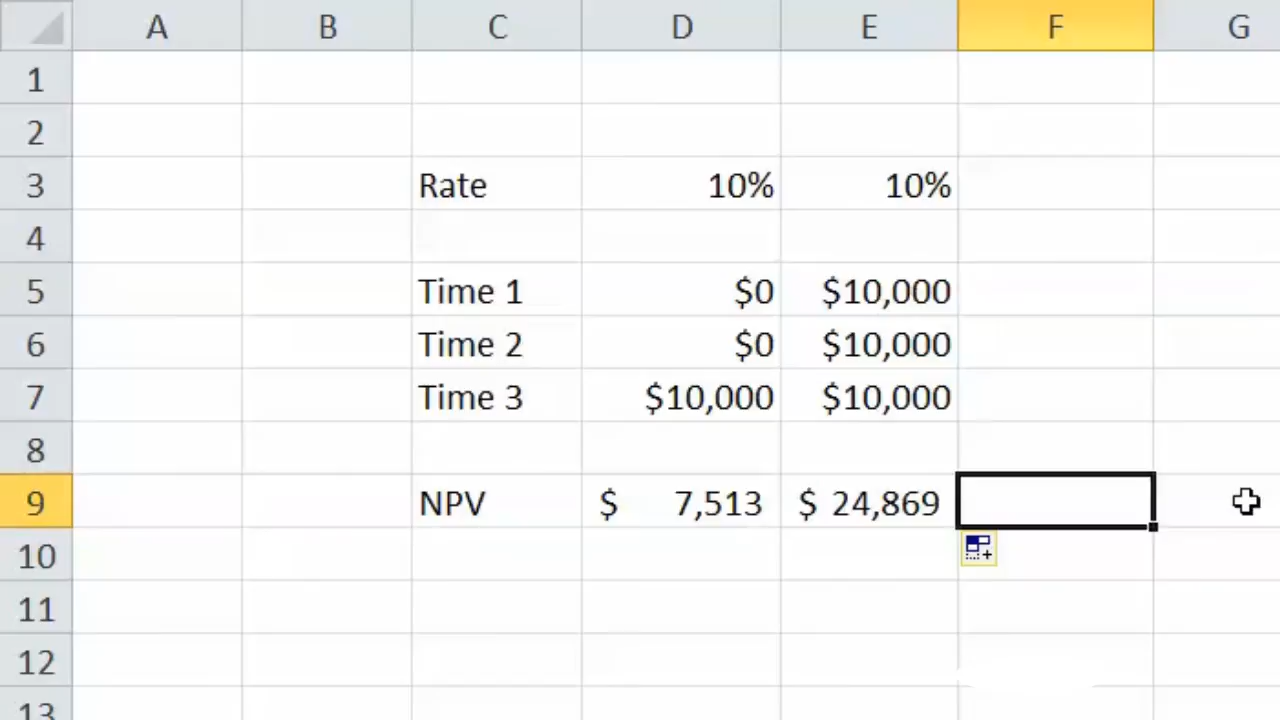 A B C D E F G
1
2
3 Rate 10% 10%
4
5 Time 1 $0 $10,000
6 Time 2 $0 $10,000
7 Time 3 $10,000 $10,000
8
9 NPV $ 7,513 $ 24,869
10
11
12
13